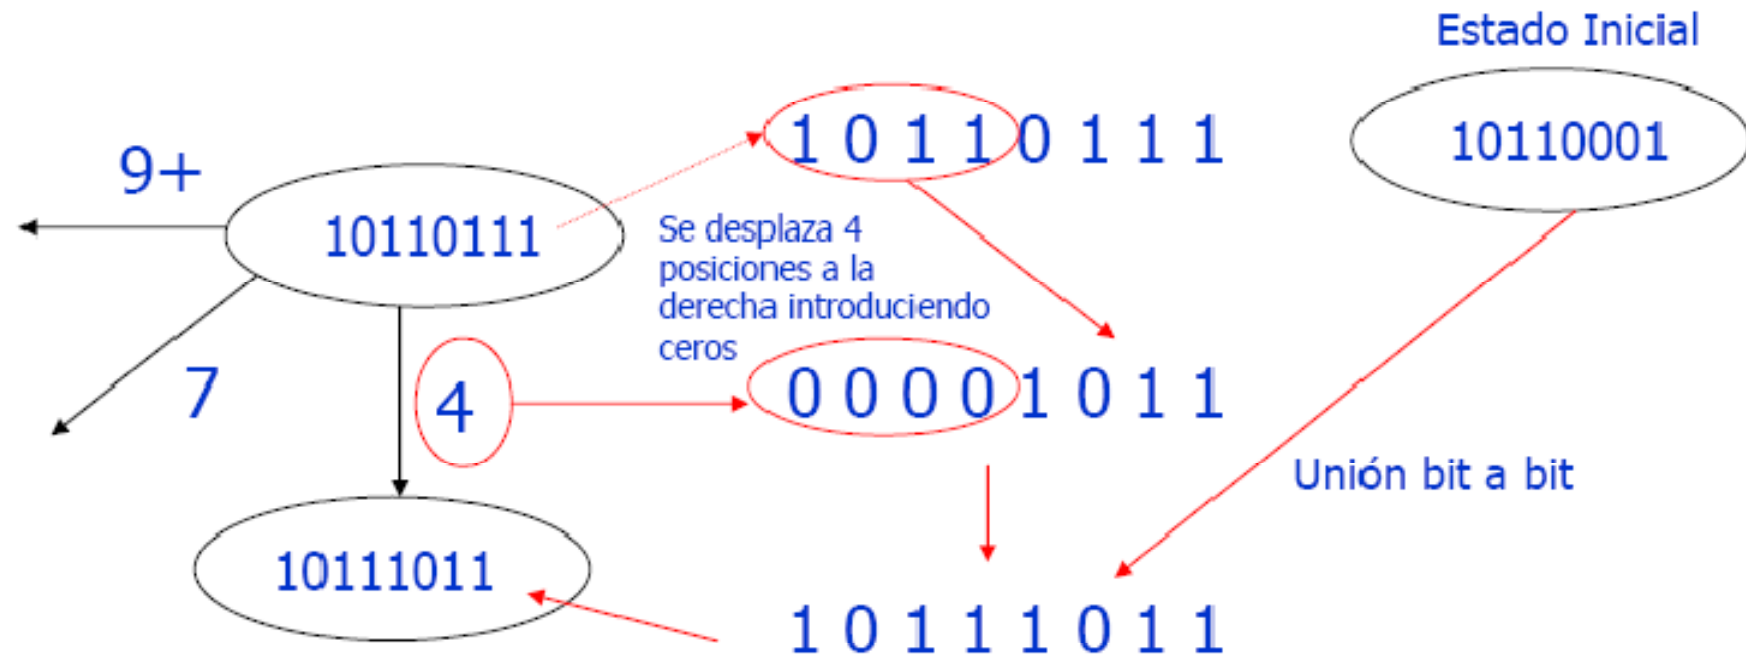 Estado Inicial
1 0 1 1 0 1 1 1
10110001
9+
10110111
Se desplaza 4
posiciones a la
derecha introduciendo
ceros
7
4
0 0 0 0 1 0 1 1
Unión bit a bit
10111011
1 0 1 1 1 0 1 1